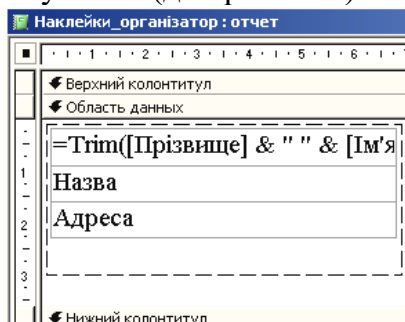 Наклейки_організатор : отчет
1 2 3 4 5 6
Верхний колонтитул
Область данных
=Trim([Прізвище] & " " & [Ім'я
1
Назва
2
Адреса
3
Нижний колонтитул